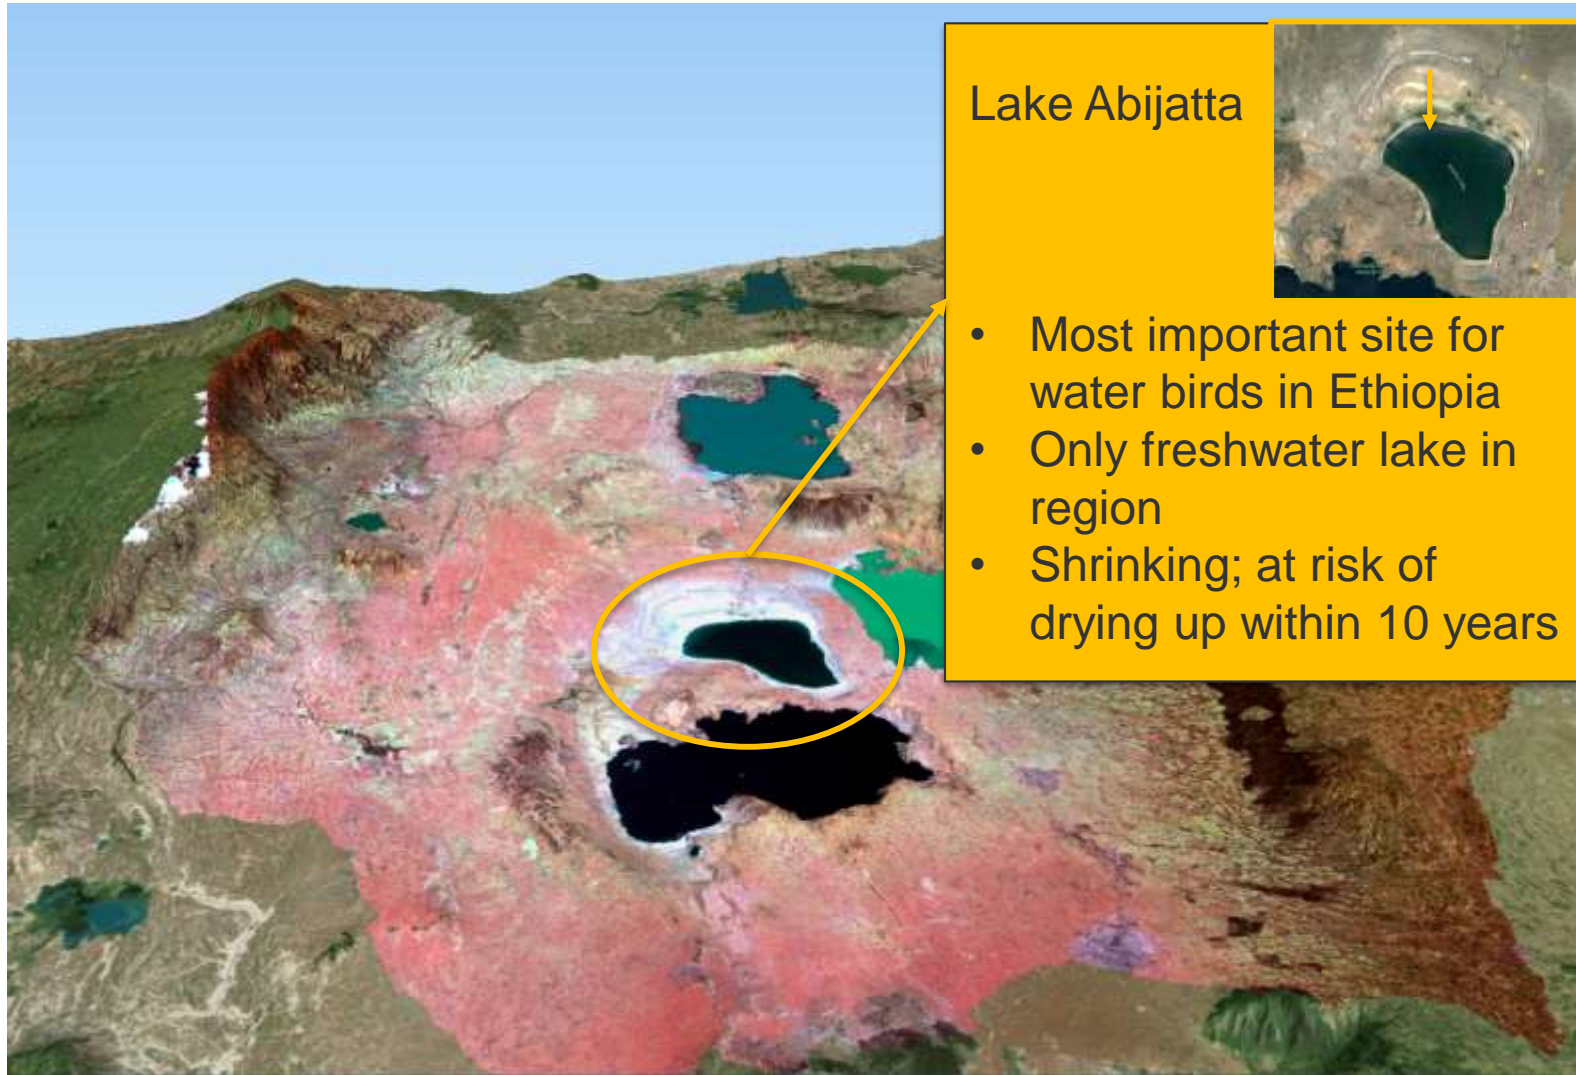 Lake Abijatta
• Most important site for
water birds in Ethiopia
• Only freshwater lake in
region
• Shrinking; at risk of
drying up within 10 years